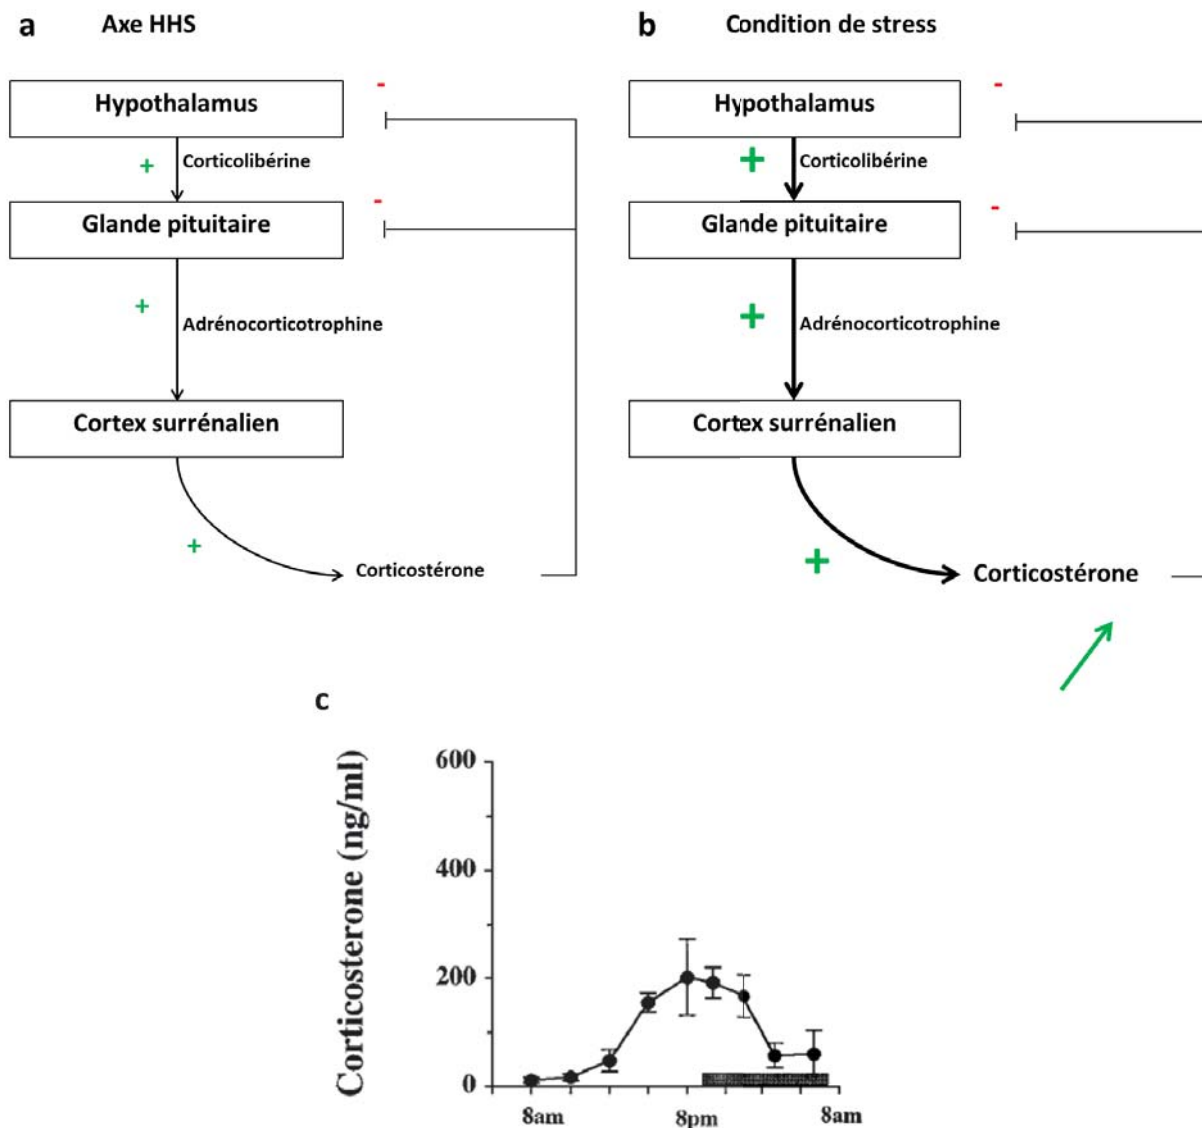 a Axe HHS
Hypothalamus
-
+ Corticolibérine
Glande pituitaire
-
+
Adrénocorticotrophine
Cortex surrénalien
+
Corticostérone
b Condition de stress
Hypothalamus
-
+ Corticolibérine
Glande pituitaire
-
+
Adrénocorticotrophine
Cortex surrénalien
+
Corticostérone
c
Corticosterone (ng/ml)
600
400
200
0
8am 8pm 8am